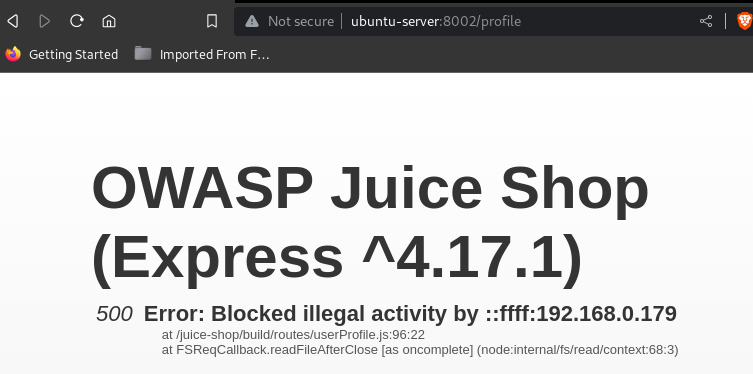 Not secure ubuntu-server:8002/profile
Getting Started Imported From F...
OWASP Juice Shop
(Express ^4.17.1)
500 Error: Blocked illegal activity by ::ffff:192.168.0.179
at /juice-shop/build/routes/userProfile.js:96:22
at FSReqCallback.readFileAfterClose [as oncomplete] (node:internal/fs/read/context:68:3)